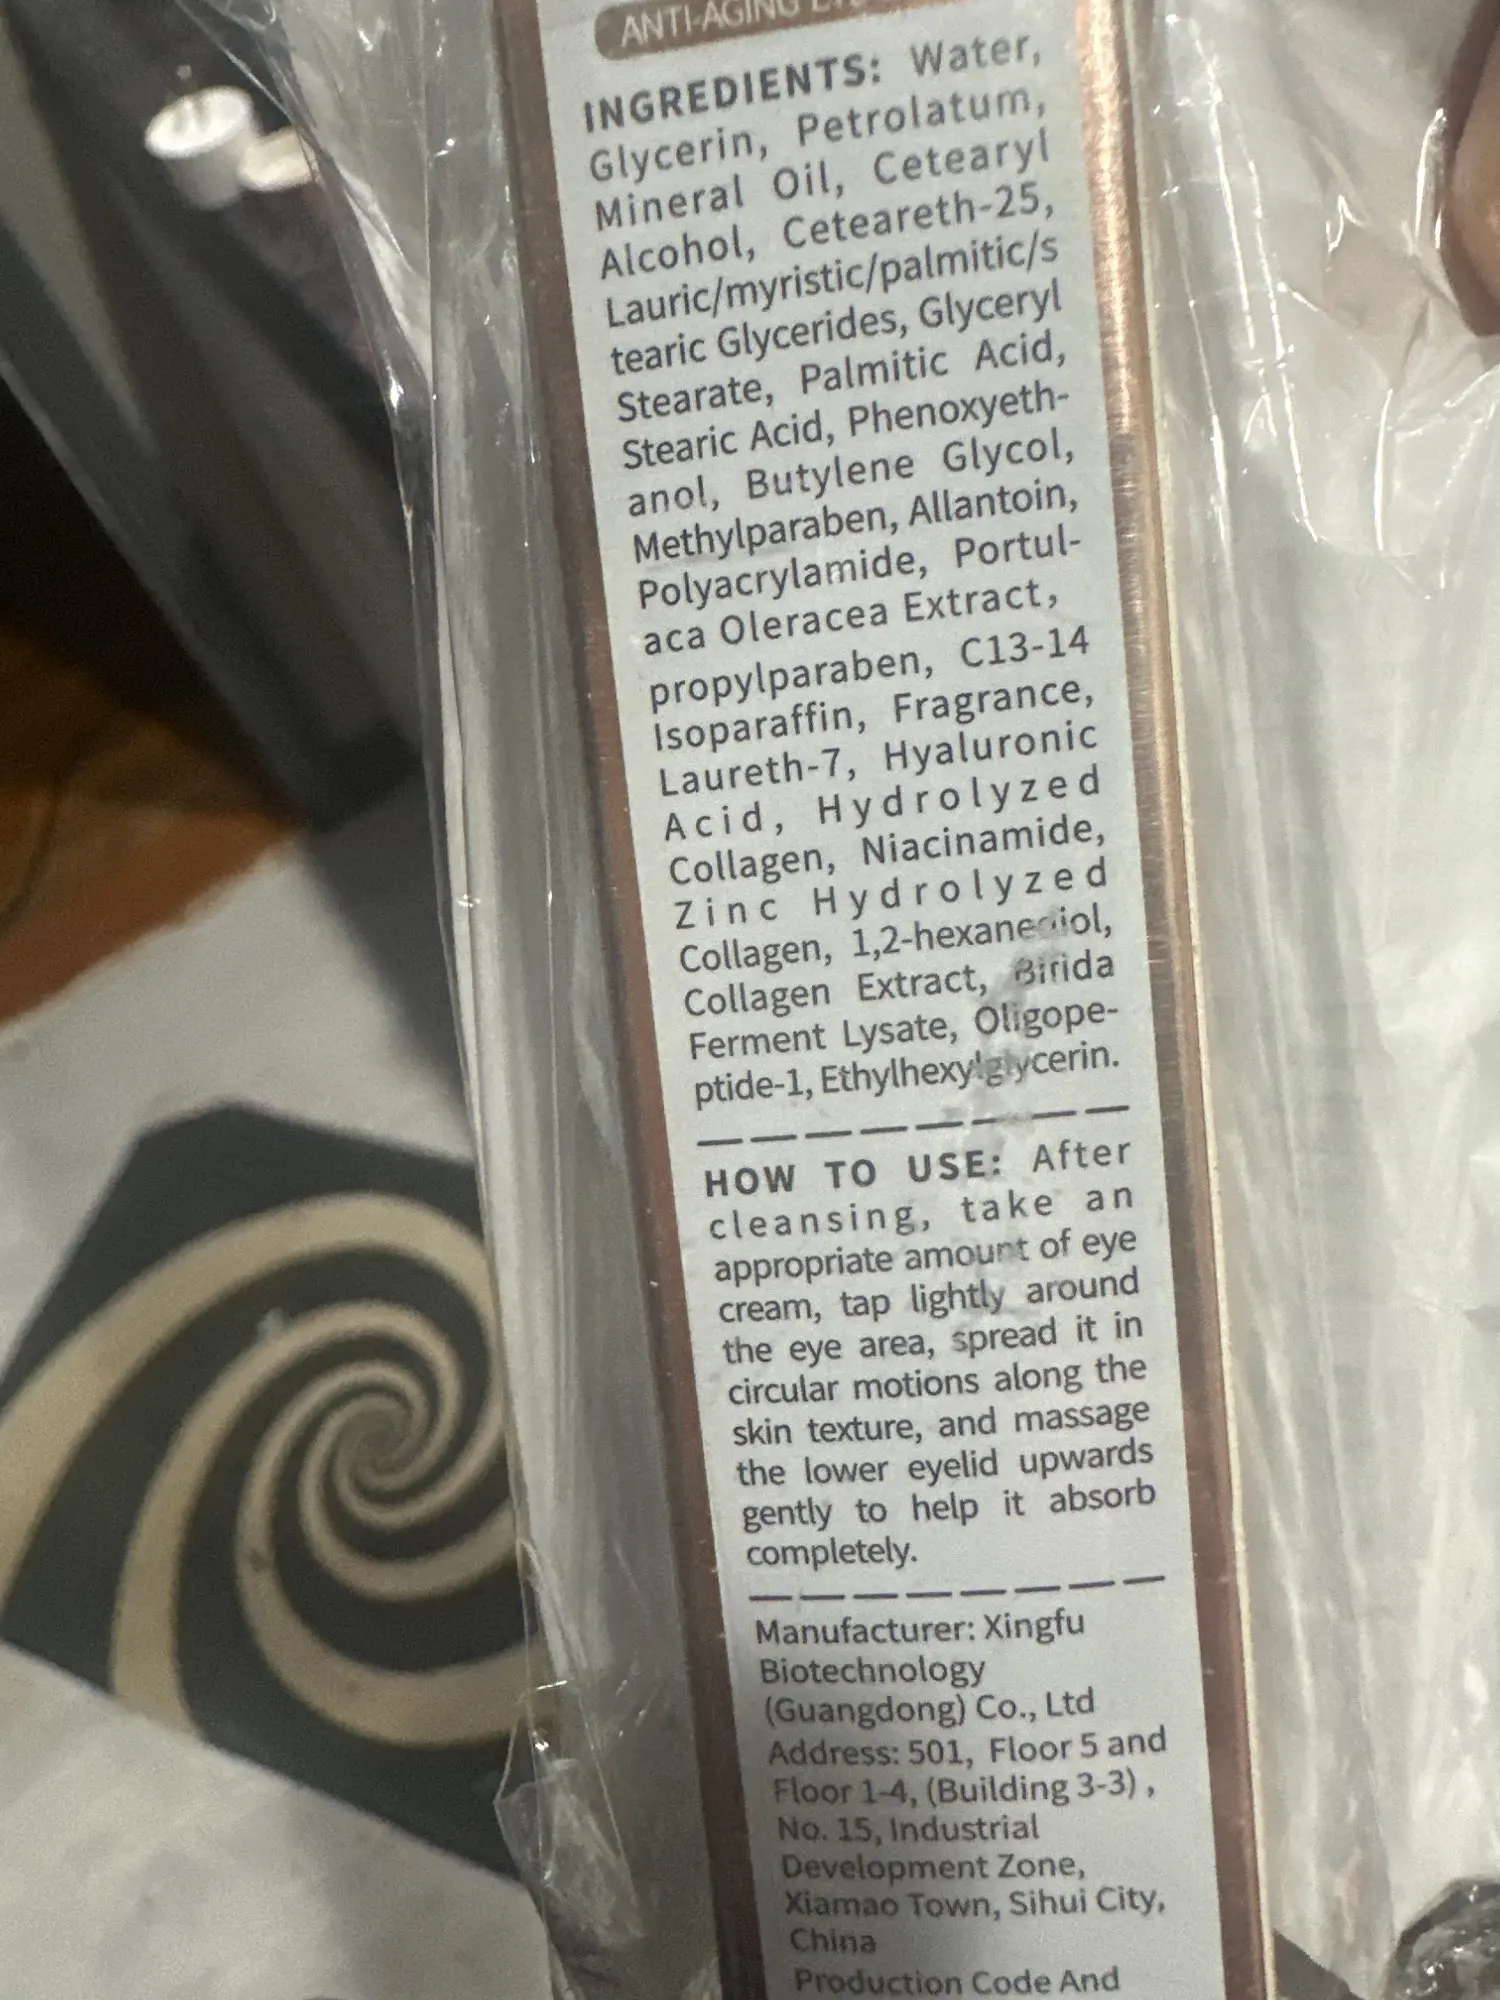 ANTI-AGING
INGREDIENTS: Water,
Glycerin, Petrolatum,
Mineral Oil, Cetearyl
Alcohol, Ceteareth-25,
Lauric/myristic/palmitic/s
tearic Glycerides, Glyceryl
Stearate, Palmitic Acid,
Stearic Acid, Phenoxyeth-
anol, Butylene Glycol,
Methylparaben, Allantoin,
Polyacrylamide, Portul-
aca Oleracea Extract,
propylparaben, C13-14
Isoparaffin, Fragrance,
Laureth-7, Hyaluronic
Acid, Hydrolyzed
Collagen, Niacinamide,
Zinc Hydrolyzed
Collagen, 1,2-hexanediol,
Collagen Extract, Birida
Ferment Lysate, Oligope-
ptide-1, Ethylhexylglycerin.
HOW TO USE: After
cleansing, take an
appropriate amount of eye
cream, tap lightly around
the eye area, spread it in
circular motions along the
skin texture, and massage
the lower eyelid upwards
gently to help it absorb
completely.
Manufacturer: Xingfu
Biotechnology
(Guangdong) Co., Ltd
Address: 501, Floor 5 and
Floor 1-4, (Building 3-3) ,
No. 15, Industrial
Development Zone,
Xiamao Town, Sihui City,
China
Production Code And